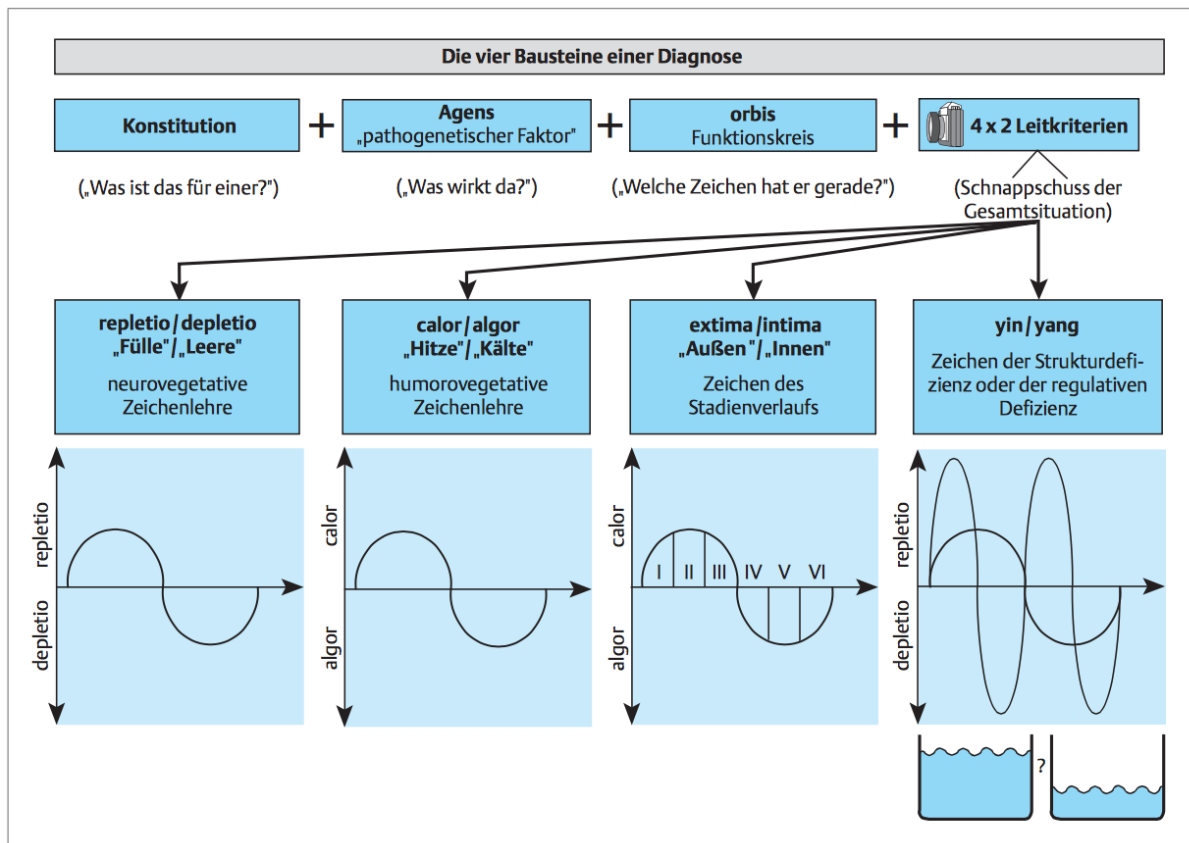 Die vier Bausteine einer Diagnose
Konstitution
+
Agens
„pathogenetischer Faktor"
+
orbis
Funktionskreis
+
4 x 2 Leitkriterien
(„Was ist das für einer?")
(„Was wirkt da?")
(„Welche Zeichen hat er gerade?")
(Schnappschuss der
Gesamtsituation)
repletio/depletio
„Fülle"/„Leere"
neurovegetative
Zeichenlehre
calor/algor
„Hitze"/„Kälte"
humorovegetative
Zeichenlehre
extima/intima
„Außen"/„Innen"
Zeichen des
Stadienverlaufs
yin/yang
Zeichen der Strukturdefi-
zienz oder der regulativen
Defizienz
repletio
depletio
calor
algor
calor
algor
I II III IV V VI
repletio
depletio
?